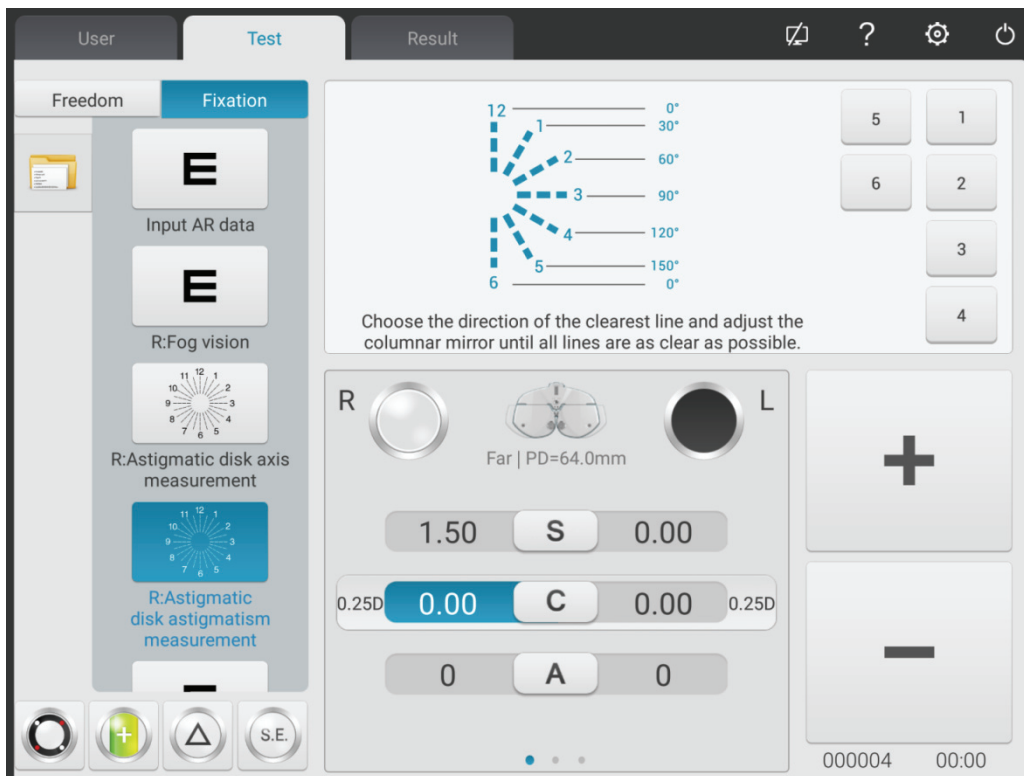 User
Test
Result
?
Freedom
Fixation
E
Input AR data
E
R:Fog vision
11 12 1
10 2
9 3
8 4
7 6 5
R:Astigmatic disk axis
measurement
11 12 1
10 2
9 3
8 4
7 6 5
R:Astigmatic
disk astigmatism
measurement
S.E.
12 0°
1 30°
2 60°
3 90°
4 120°
5 150°
6 0°
Choose the direction of the clearest line and adjust the
columnar mirror until all lines are as clear as possible.
5 1
6 2
3
4
R L
Far | PD=64.0mm
1.50 S 0.00
0.25D 0.00 C 0.00 0.25D
0 A 0
+
−
000004 00:00